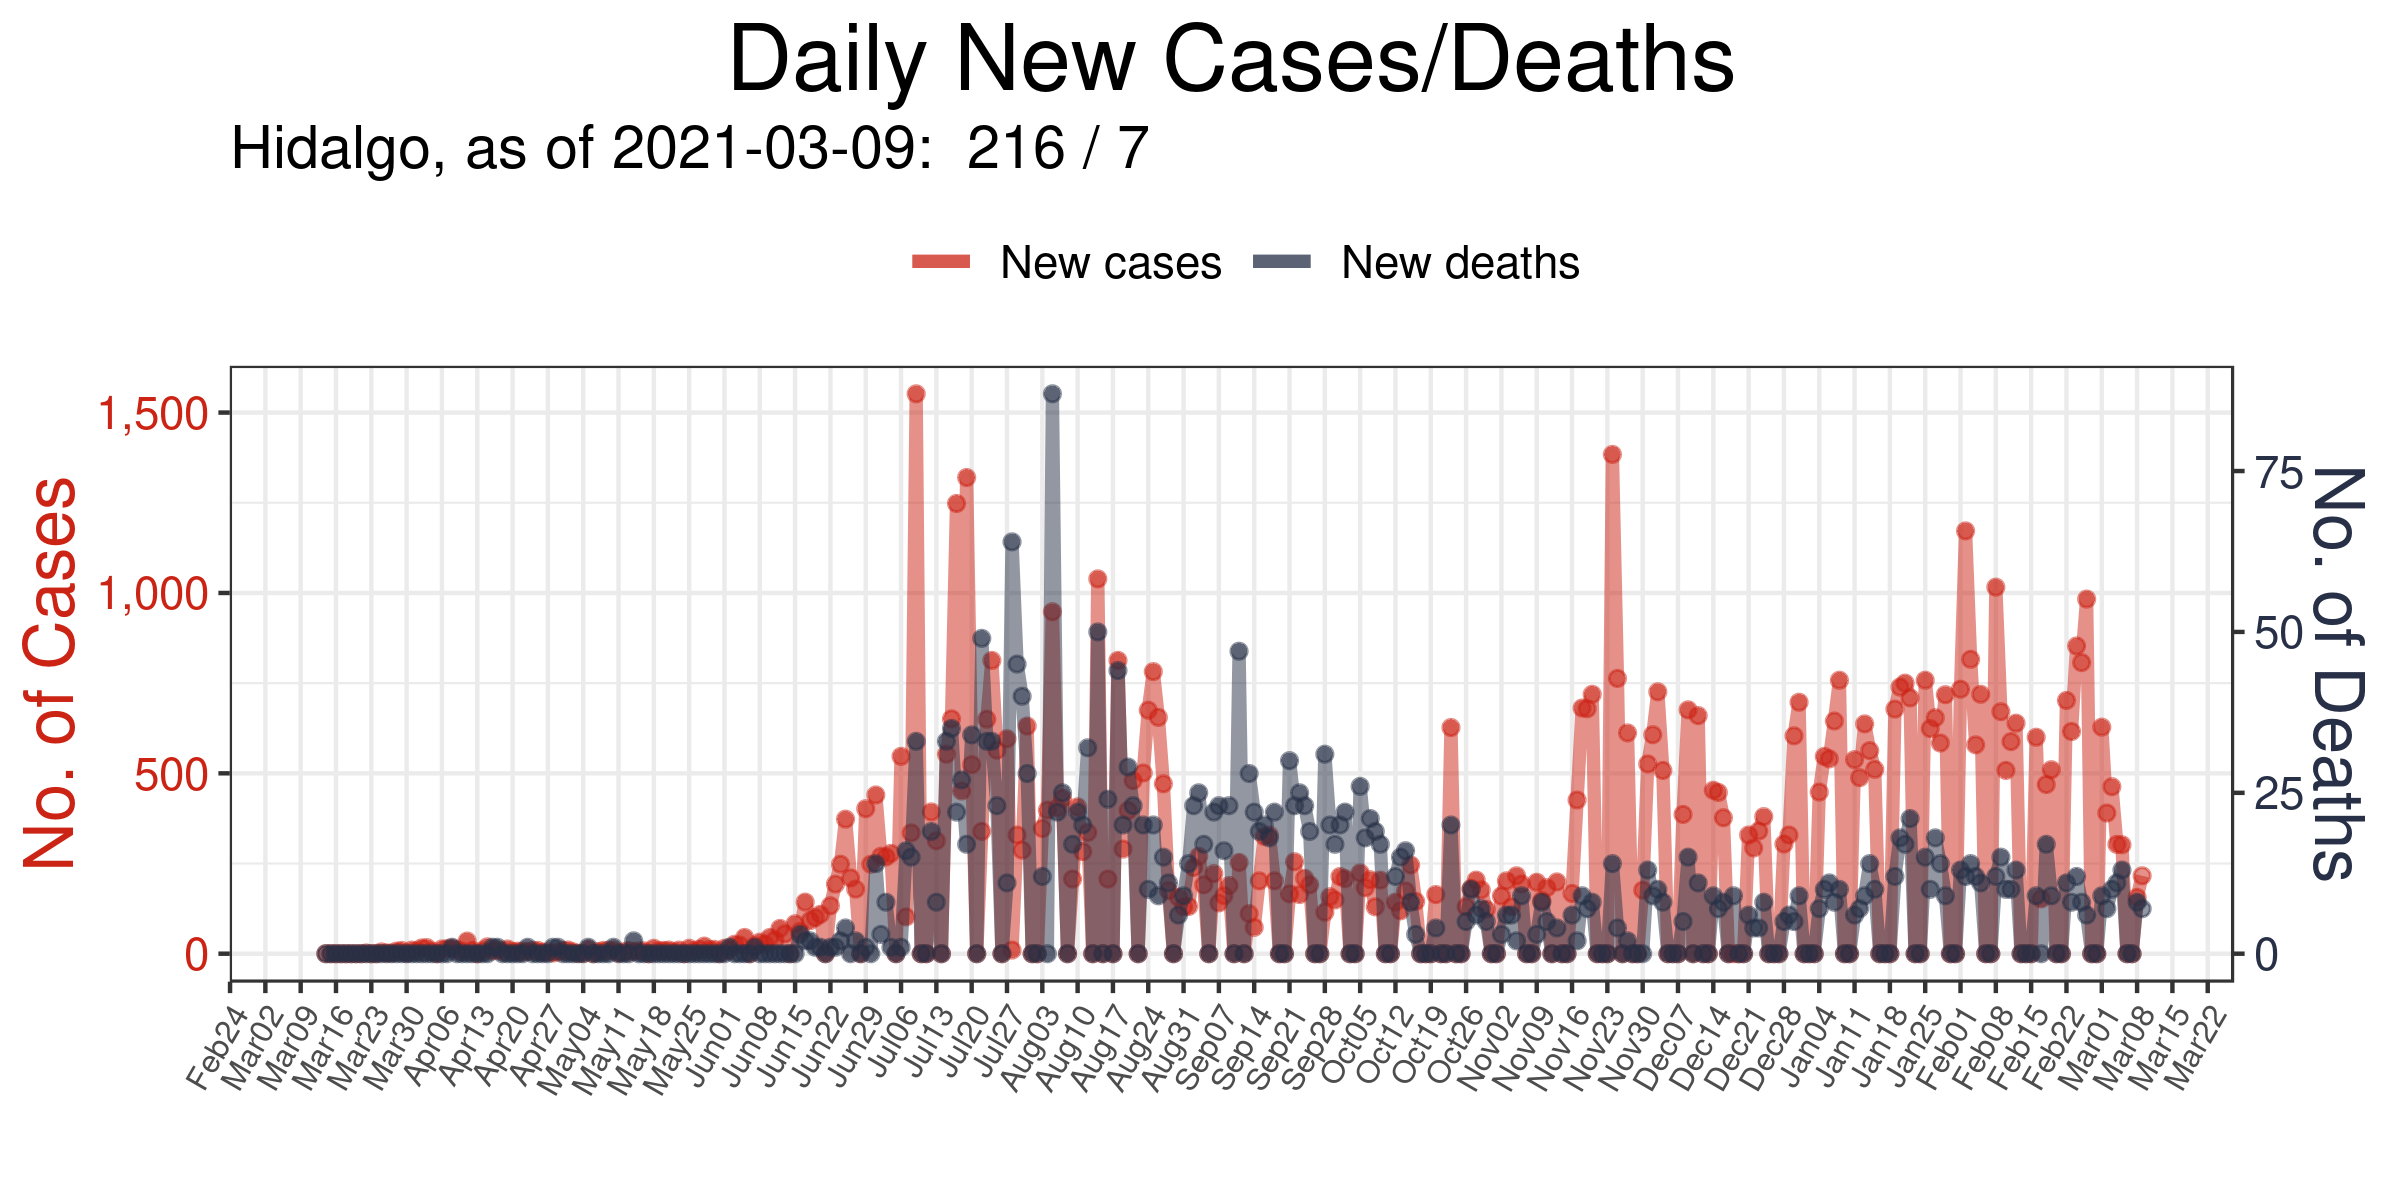 Daily New Cases/Deaths
Hidalgo, as of 2021-03-09:  216 / 7
New cases New deaths
No. of Cases
1,500
1,000
500
0
75
50
25
0
No. of Deaths
Feb24 Mar02 Mar09 Mar16 Mar23 Mar30 Apr06 Apr13 Apr20 Apr27 May04 May11 May18 May25 Jun01 Jun08 Jun15 Jun22 Jun29 Jul06 Jul13 Jul20 Jul27 Aug03 Aug10 Aug17 Aug24 Aug31 Sep07 Sep14 Sep21 Sep28 Oct05 Oct12 Oct19 Oct26 Nov02 Nov09 Nov16 Nov23 Nov30 Dec07 Dec14 Dec21 Dec28 Jan04 Jan11 Jan18 Jan25 Feb01 Feb08 Feb15 Feb22 Mar01 Mar08 Mar15 Mar22